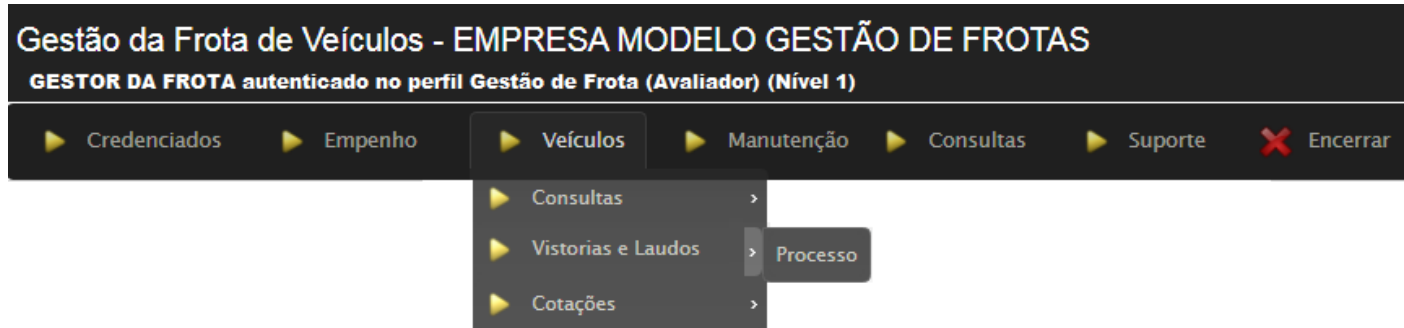 Gestão da Frota de Veículos - EMPRESA MODELO GESTÃO DE FROTAS
GESTOR DA FROTA autenticado no perfil Gestão de Frota (Avaliador) (Nível 1)
Credenciados Empenho Veículos Manutenção Consultas Suporte Encerrar
Consultas ›
Vistorias e Laudos › Processo
Cotações ›